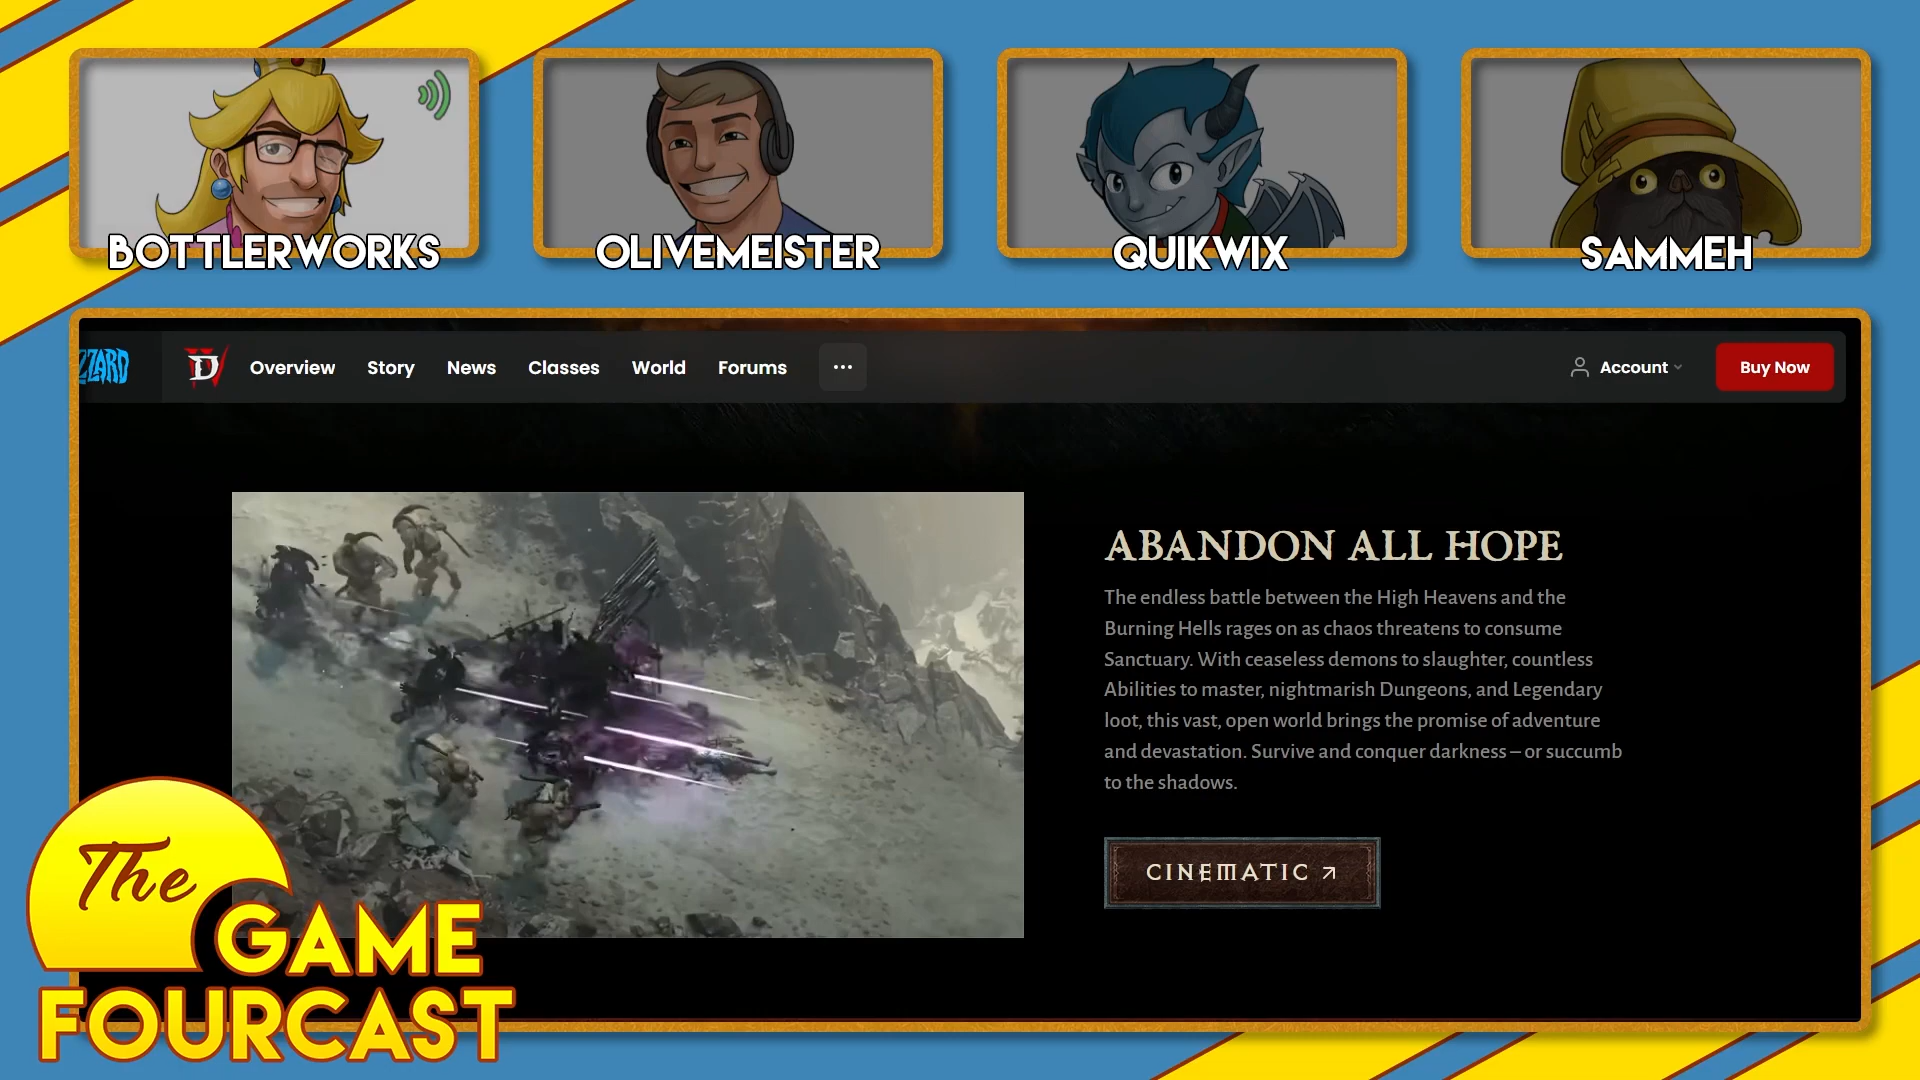 BOTTLERWORKS
OLIVEMEISTER
QUIKWIX
SAMMEH
ZZARD
D
Overview
Story
News
Classes
World
Forums
...
Account
Buy Now
ABANDON ALL HOPE
The endless battle between the High Heavens and the
Burning Hells rages on as chaos threatens to consume
Sanctuary. With ceaseless demons to slaughter, countless
Abilities to master, nightmarish Dungeons, and Legendary
loot, this vast, open world brings the promise of adventure
and devastation. Survive and conquer darkness – or succumb
to the shadows.
CINEMATIC
The
GAME
FOURCAST